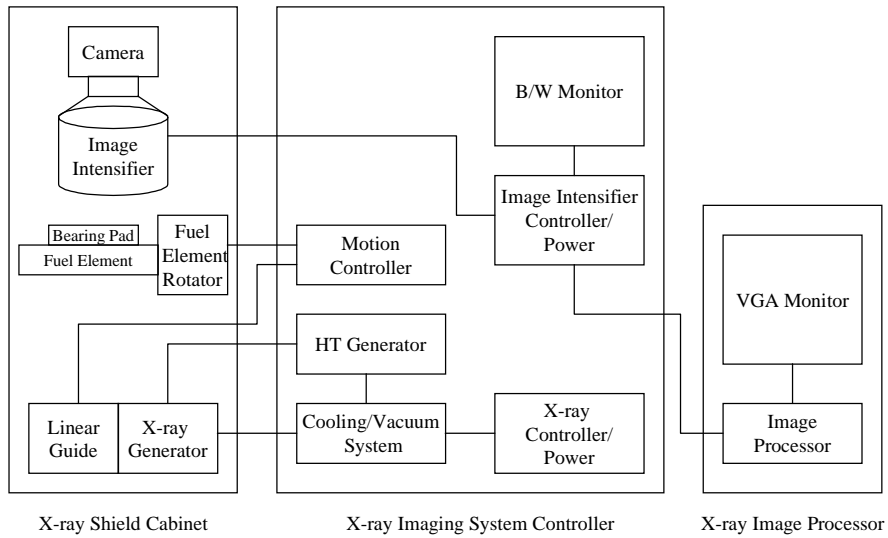 Camera
Image
Intensifier
Bearing Pad
Fuel Element
Fuel
Element
Rotator
Linear
Guide
X-ray
Generator
X-ray Shield Cabinet
B/W Monitor
Image Intensifier
Controller/
Power
Motion
Controller
HT Generator
Cooling/Vacuum
System
X-ray
Controller/
Power
X-ray Imaging System Controller
VGA Monitor
Image
Processor
X-ray Image Processor